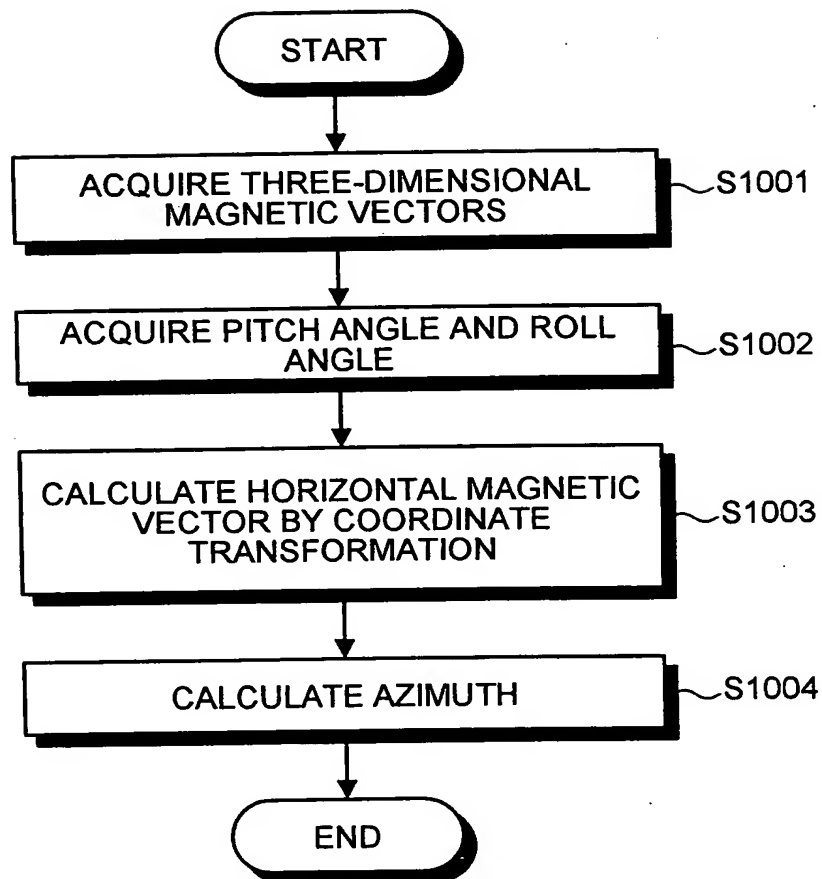 START
ACQUIRE THREE-DIMENSIONAL
MAGNETIC VECTORS
S1001
ACQUIRE PITCH ANGLE AND ROLL
ANGLE
S1002
CALCULATE HORIZONTAL MAGNETIC
VECTOR BY COORDINATE
TRANSFORMATION
S1003
CALCULATE AZIMUTH
S1004
END